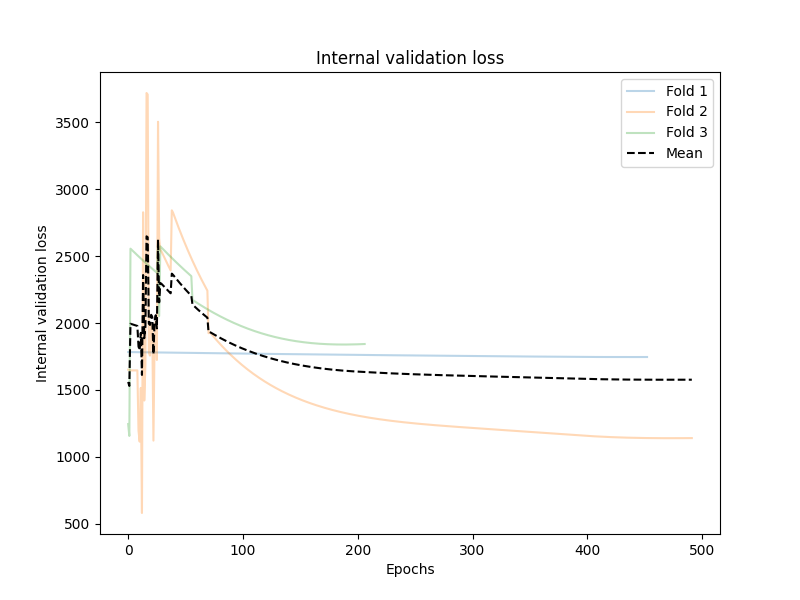 Internal validation loss
Fold 1
Fold 2
Fold 3
Mean
Internal validation loss
3500
3000
2500
2000
1500
1000
500
0
100
200
300
400
500
Epochs